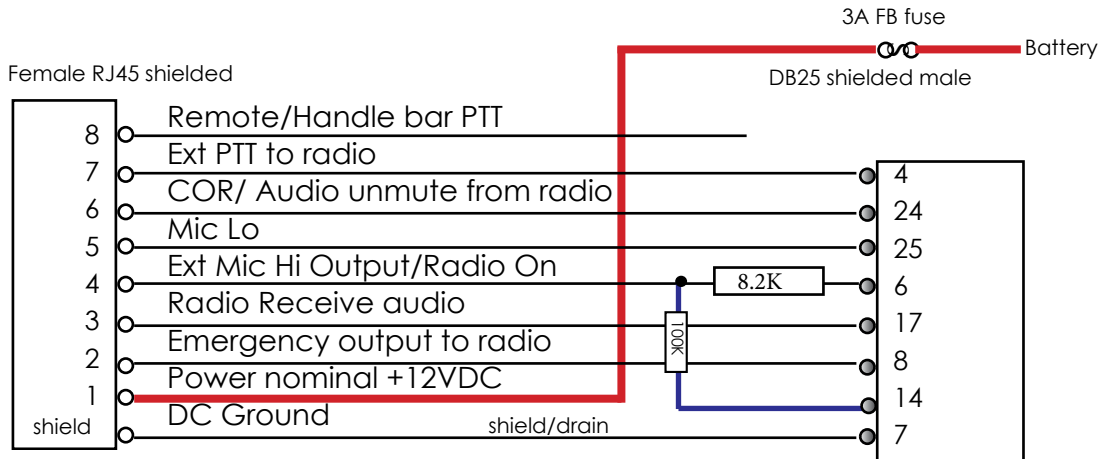 3A FB fuse
Battery
Female RJ45 shielded
DB25 shielded male
8 Remote/Handle bar PTT
7 Ext PTT to radio 4
6 COR/ Audio unmute from radio 24
5 Mic Lo 25
4 Ext Mic Hi Output/Radio On 8.2K 6
3 Radio Receive audio 100K 17
2 Emergency output to radio 8
1 Power nominal +12VDC 14
shield DC Ground shield/drain 7